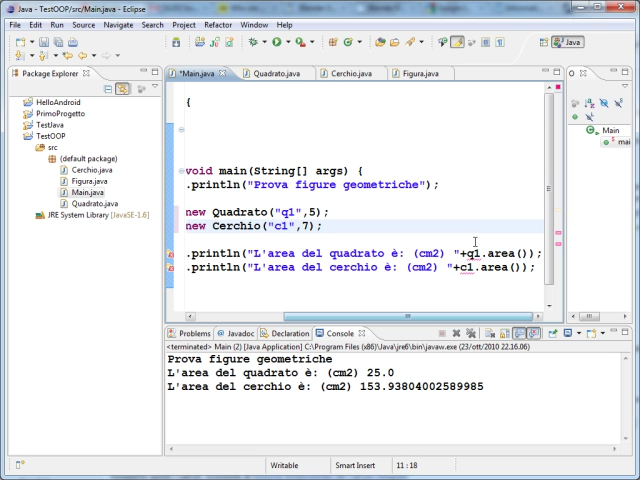 Java - TestOOP/src/Main.java - Eclipse
File Edit Run Source Navigate Search Project Refactor Window Help
Java
Package Explorer
HelloAndroid
PrimoProgetto
TestJava
TestOOP
src
(default package)
Cerchio.java
Figura.java
Main.java
Quadrato.java
JRE System Library [JavaSE-1.6]
*Main.java Quadrato.java Cerchio.java Figura.java
{
void main(String[] args) {
.println("Prova figure geometriche");
new Quadrato("q1",5);
new Cerchio("c1",7);
.println("L'area del quadrato è: (cm2) "+q1.area());
.println("L'area del cerchio è: (cm2) "+c1.area());
O
Main
mai
Problems Javadoc Declaration Console
<terminated> Main (2) [Java Application] C:\Program Files (x86)\Java\jre6\bin\javaw.exe (23/ott/2010 22.16.06)
Prova figure geometriche
L'area del quadrato è: (cm2) 25.0
L'area del cerchio è: (cm2) 153.93804002589985
Writable Smart Insert 11 : 18